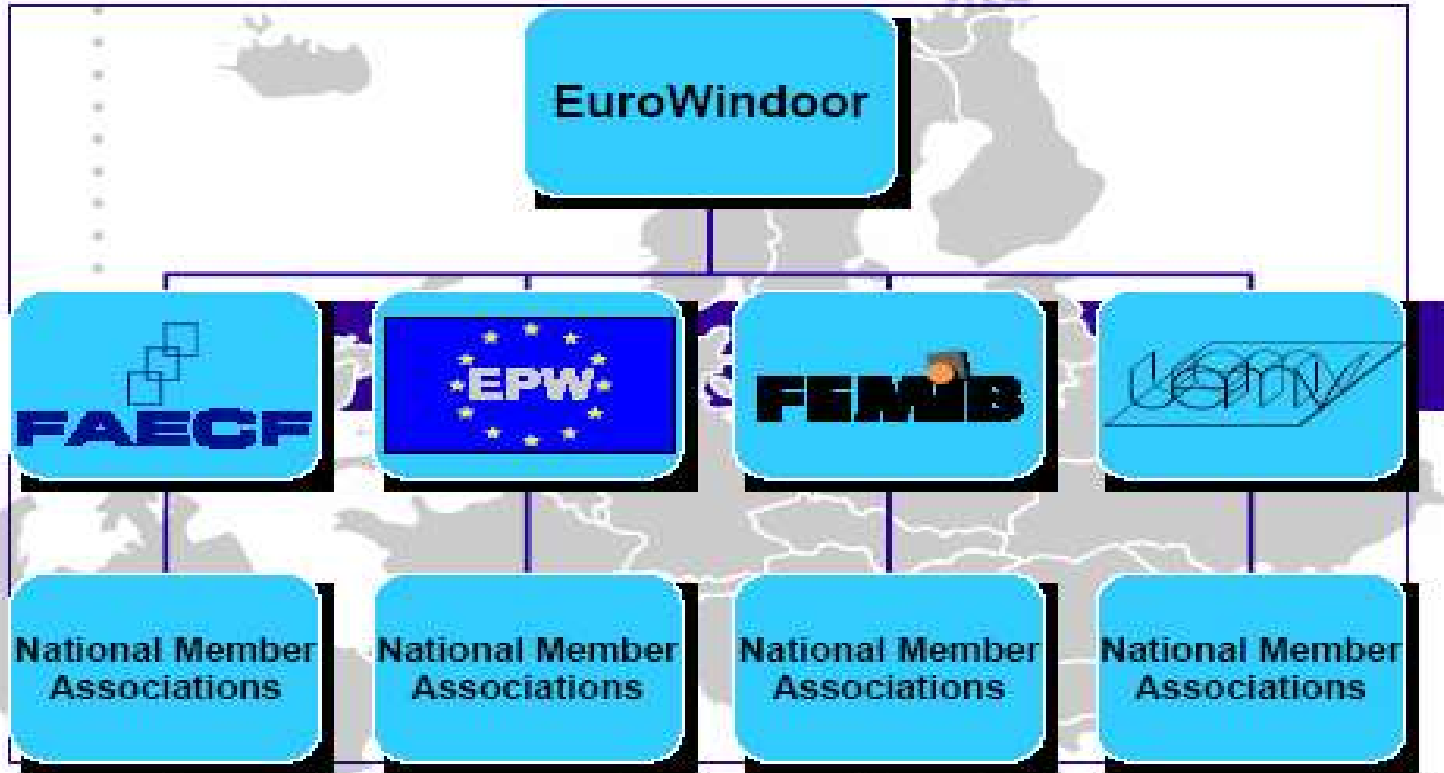 EuroWindoor
FAECF
EPW
FEMIB
National Member
Associations
National Member
Associations
National Member
Associations
National Member
Associations